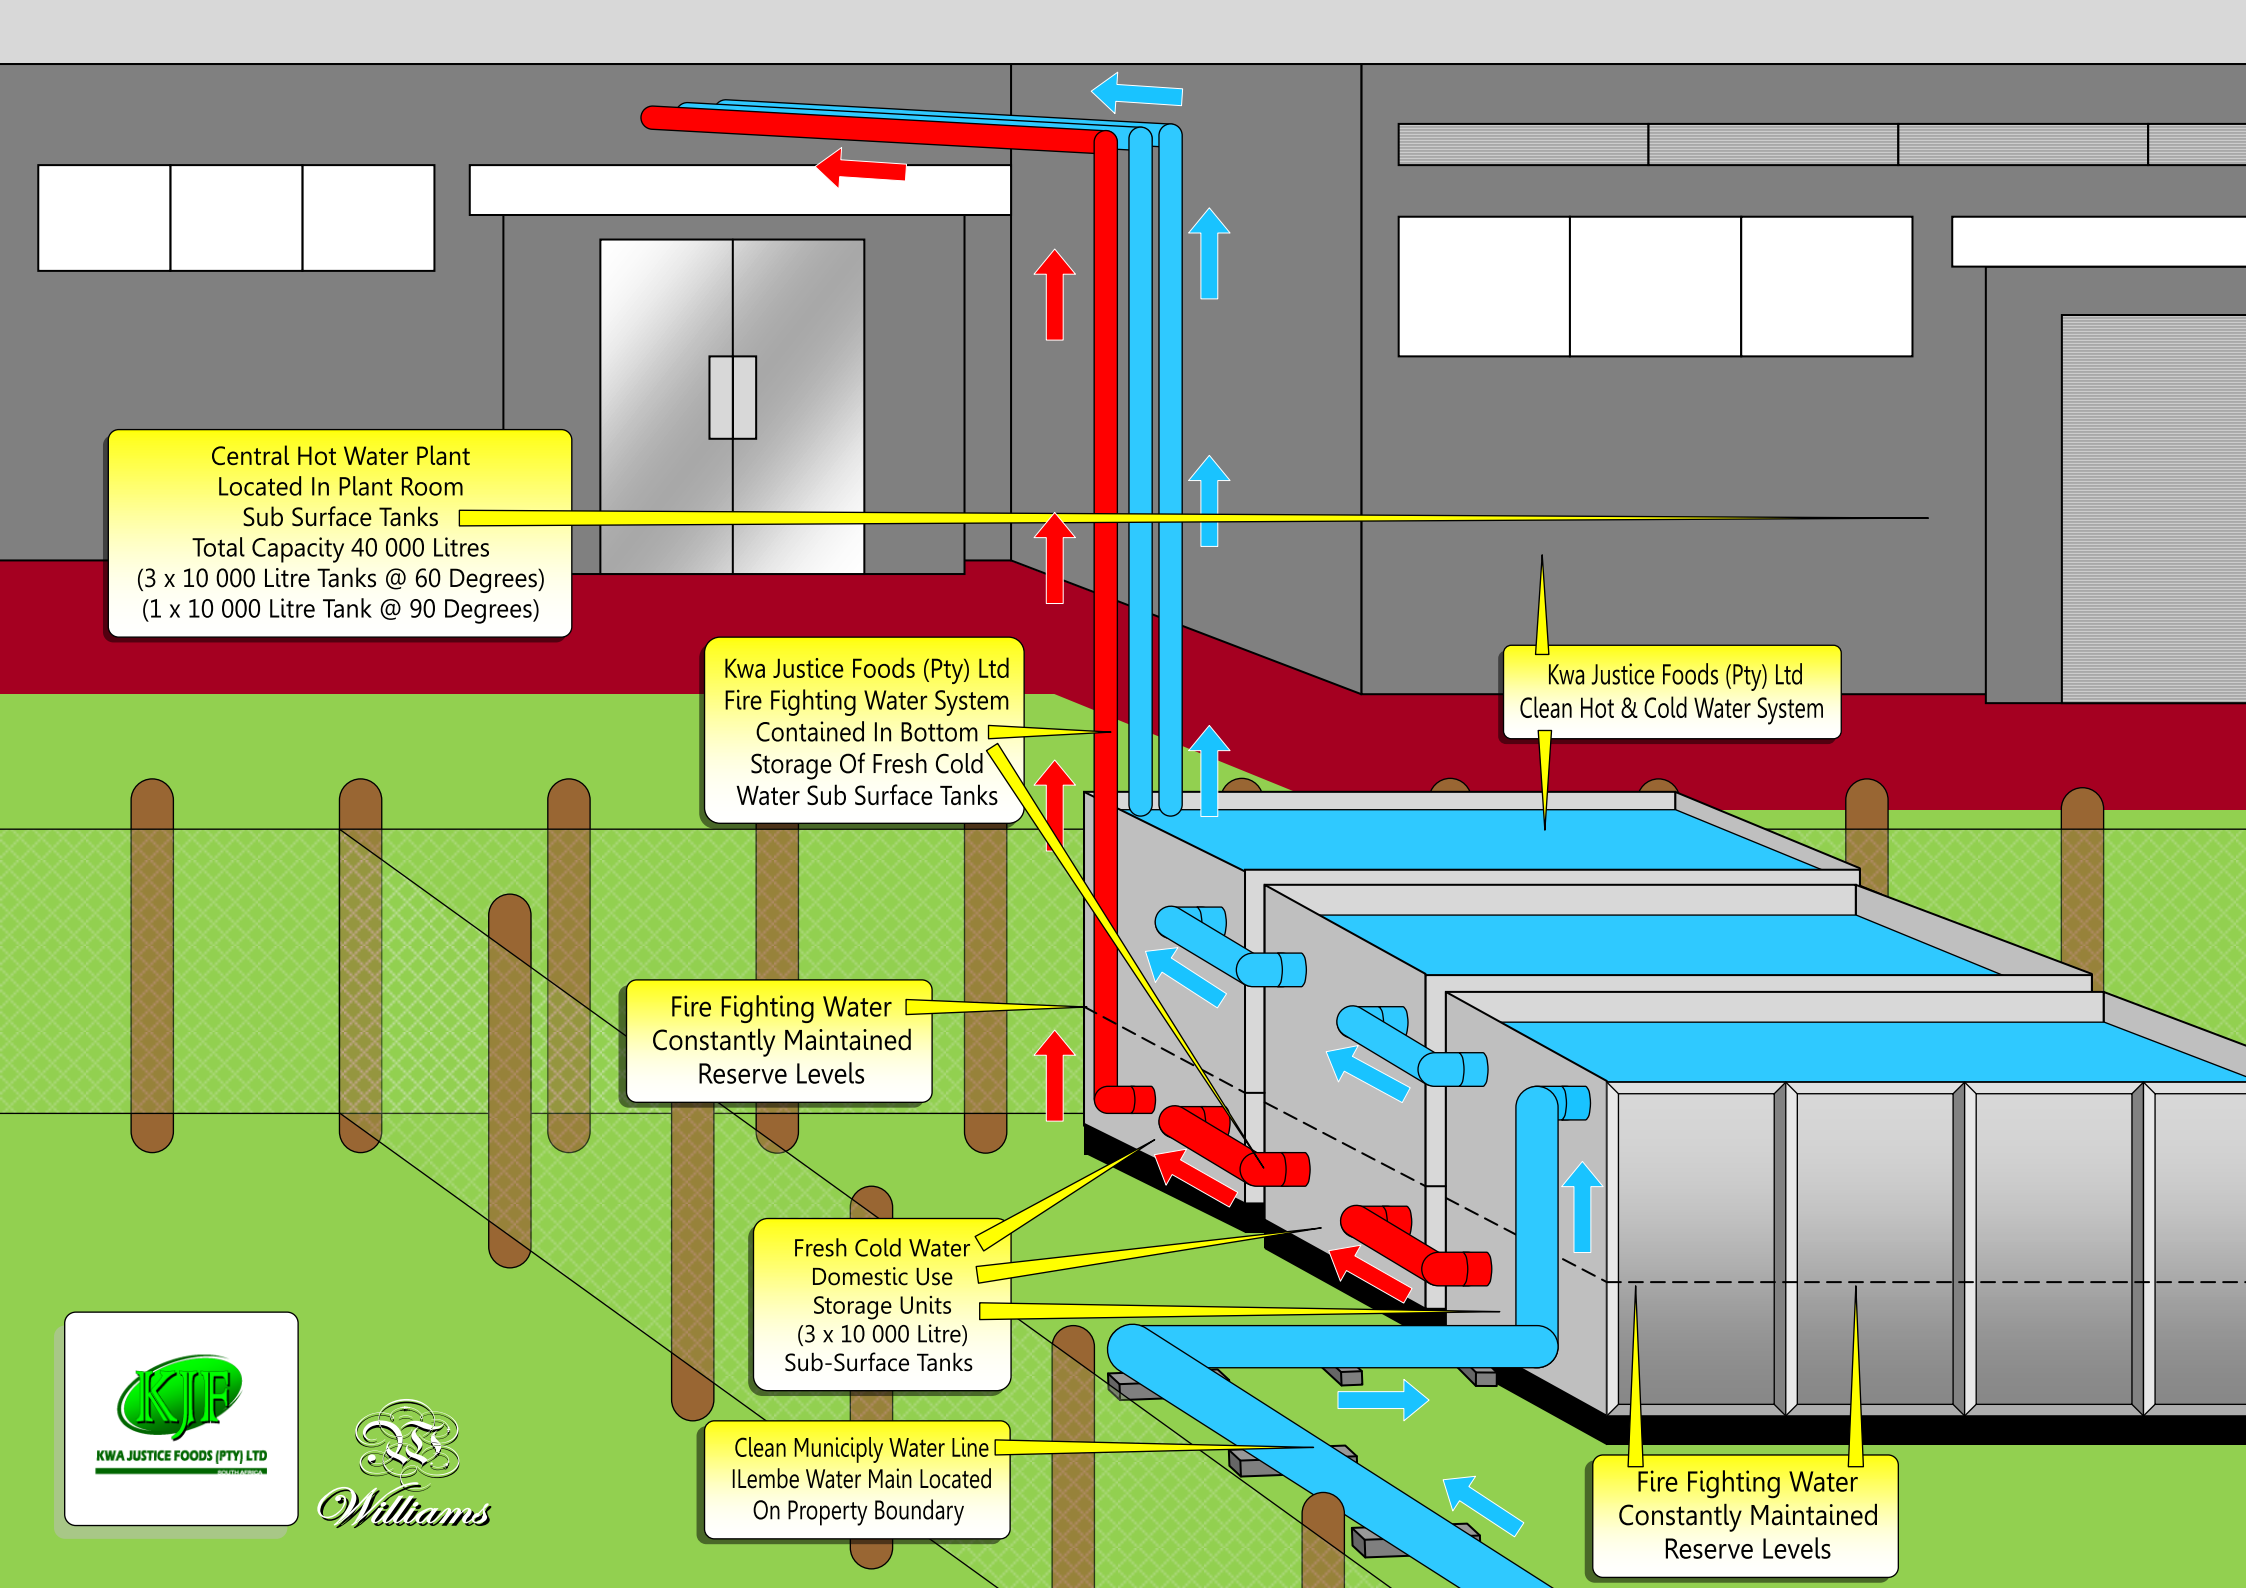 Central Hot Water Plant
Located In Plant Room
Sub Surface Tanks
Total Capacity 40 000 Litres
(3 x 10 000 Litre Tanks @ 60 Degrees)
(1 x 10 000 Litre Tank @ 90 Degrees)
Kwa Justice Foods (Pty) Ltd
Fire Fighting Water System
Contained In Bottom
Storage Of Fresh Cold
Water Sub Surface Tanks
Kwa Justice Foods (Pty) Ltd
Clean Hot & Cold Water System
Fire Fighting Water
Constantly Maintained
Reserve Levels
Fresh Cold Water
Domestic Use
Storage Units
(3 x 10 000 Litre)
Sub-Surface Tanks
Clean Municiply Water Line
ILembe Water Main Located
On Property Boundary
Fire Fighting Water
Constantly Maintained
Reserve Levels
KJF
KWA JUSTICE FOODS (PTY) LTD
SOUTH AFRICA
W
Williams